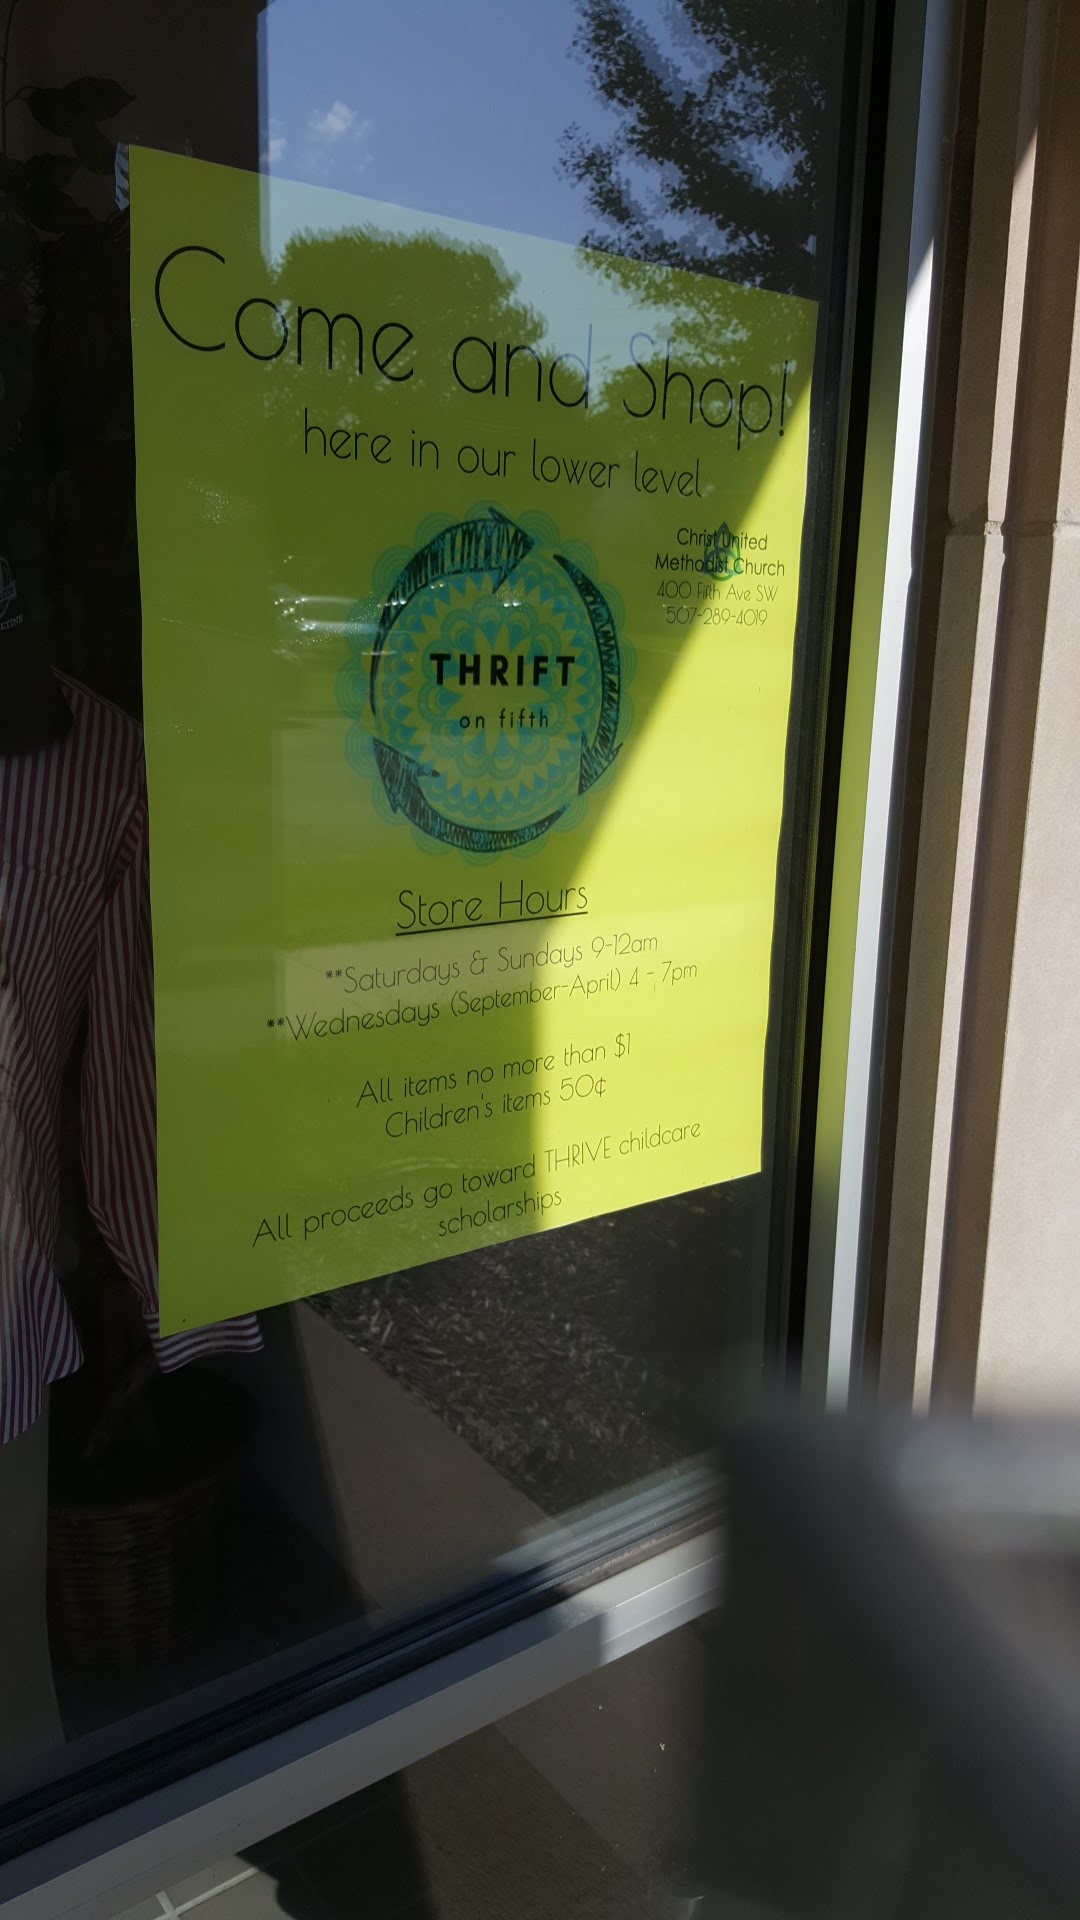 Come and Shop!
here in our lower level
Christ United
Methodist Church
400 Fifth Ave SW
507-289-4019
THRIFT
on fifth
Store Hours
**Saturdays & Sundays 9-12am
**Wednesdays (September-April) 4 - 7pm
All items no more than $1
Children's items 50¢
All proceeds go toward THRIVE childcare
scholarships